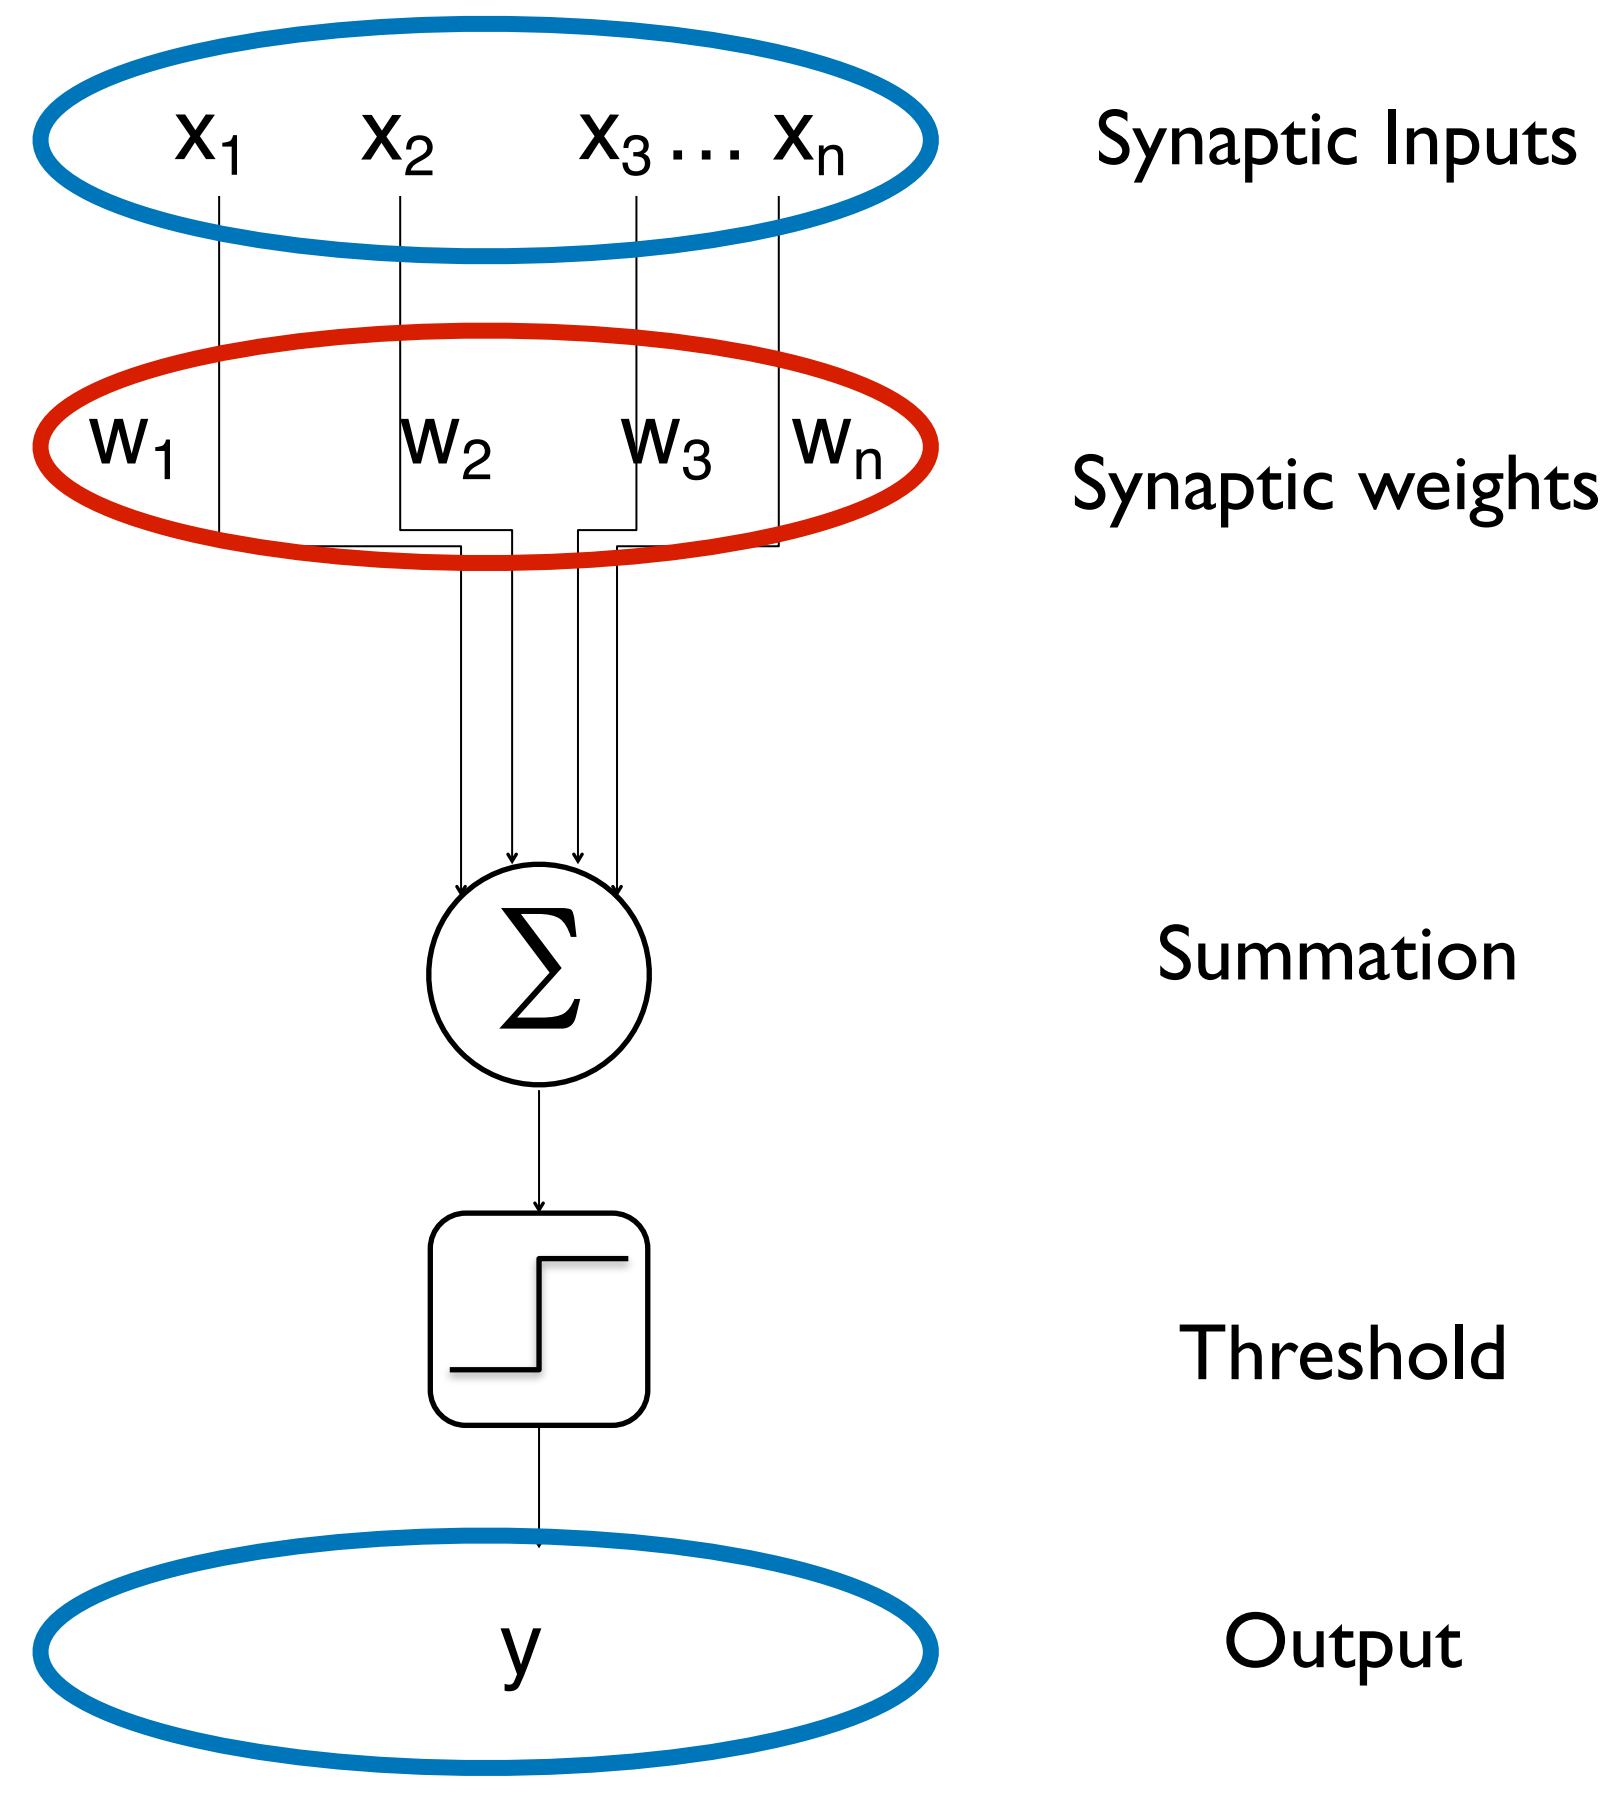 x₁ x₂ x₃ ... xₙ Synaptic Inputs
w₁ w₂ w₃ wₙ Synaptic weights
Σ Summation
Threshold
y Output